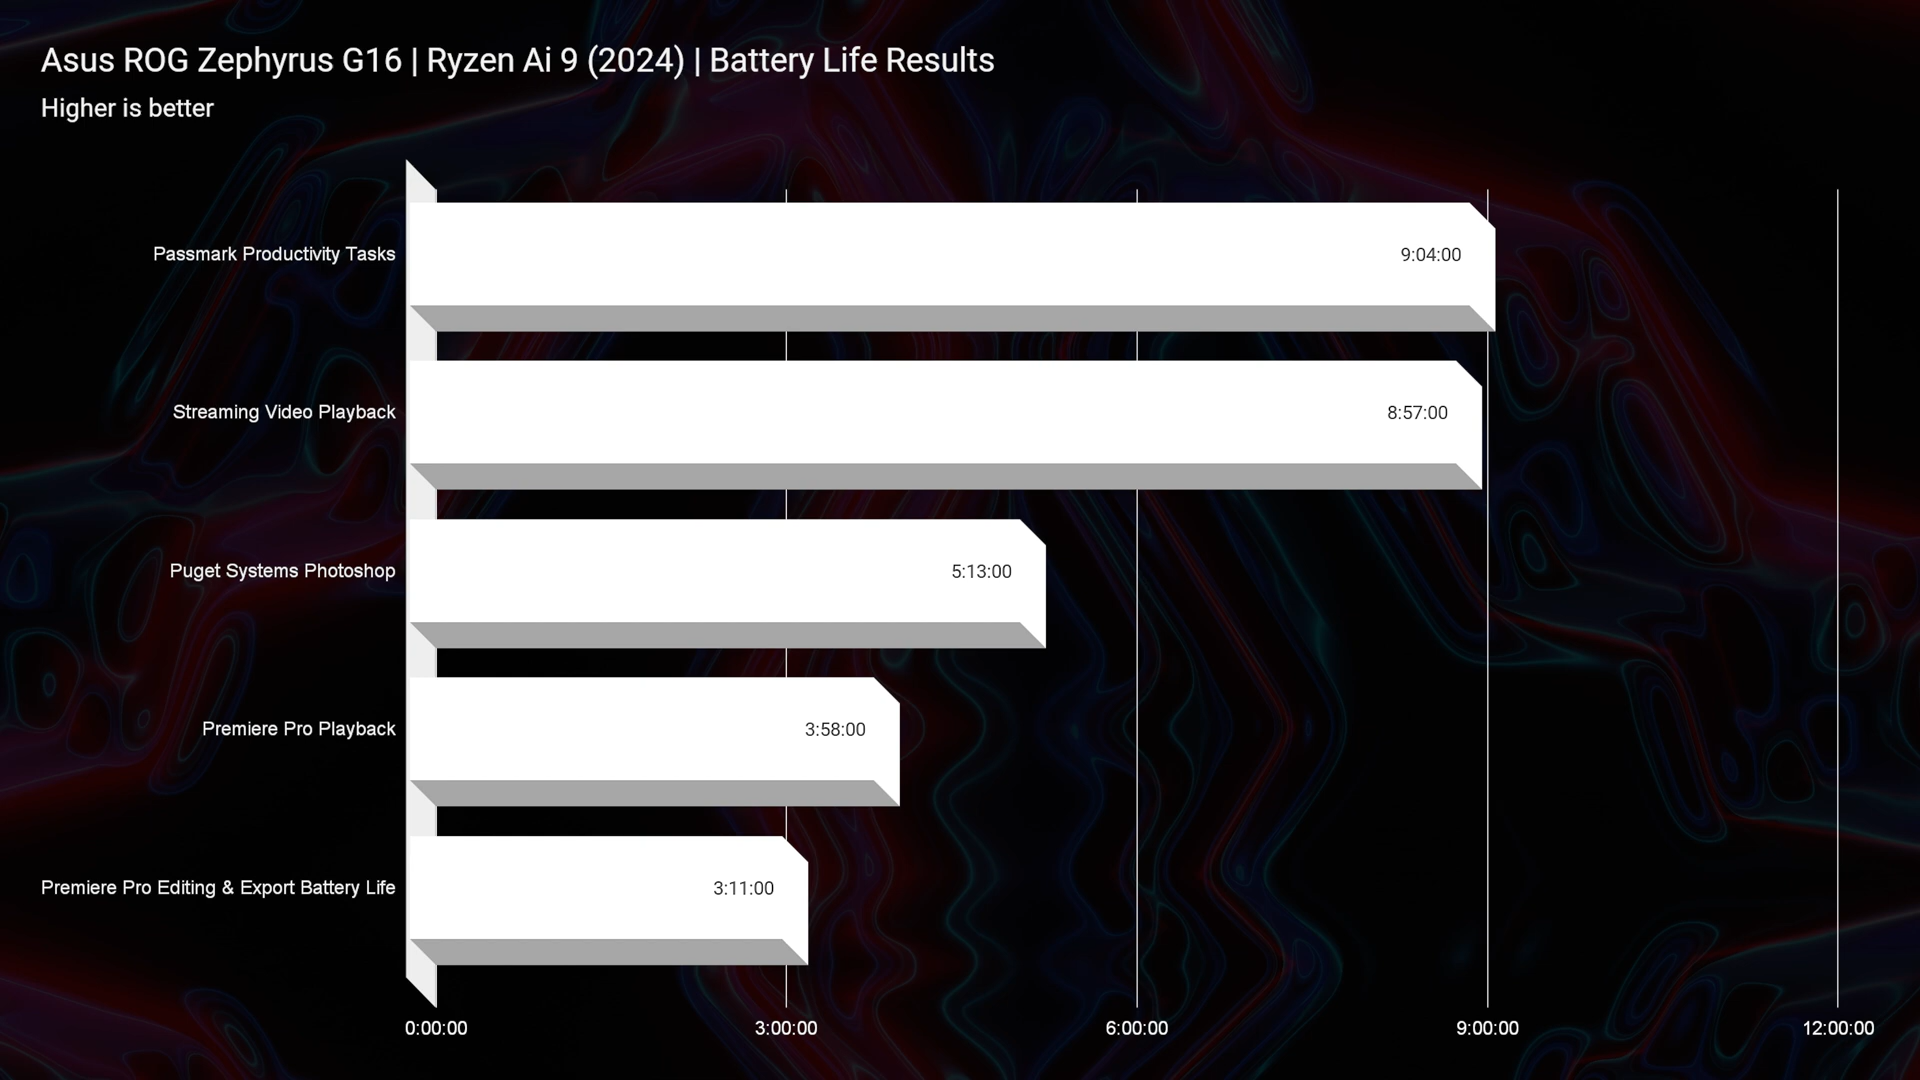 Asus ROG Zephyrus G16 | Ryzen Ai 9 (2024) | Battery Life Results
Higher is better
Passmark Productivity Tasks
9:04:00
Streaming Video Playback
8:57:00
Puget Systems Photoshop
5:13:00
Premiere Pro Playback
3:58:00
Premiere Pro Editing & Export Battery Life
3:11:00
0:00:00
3:00:00
6:00:00
9:00:00
12:00:00